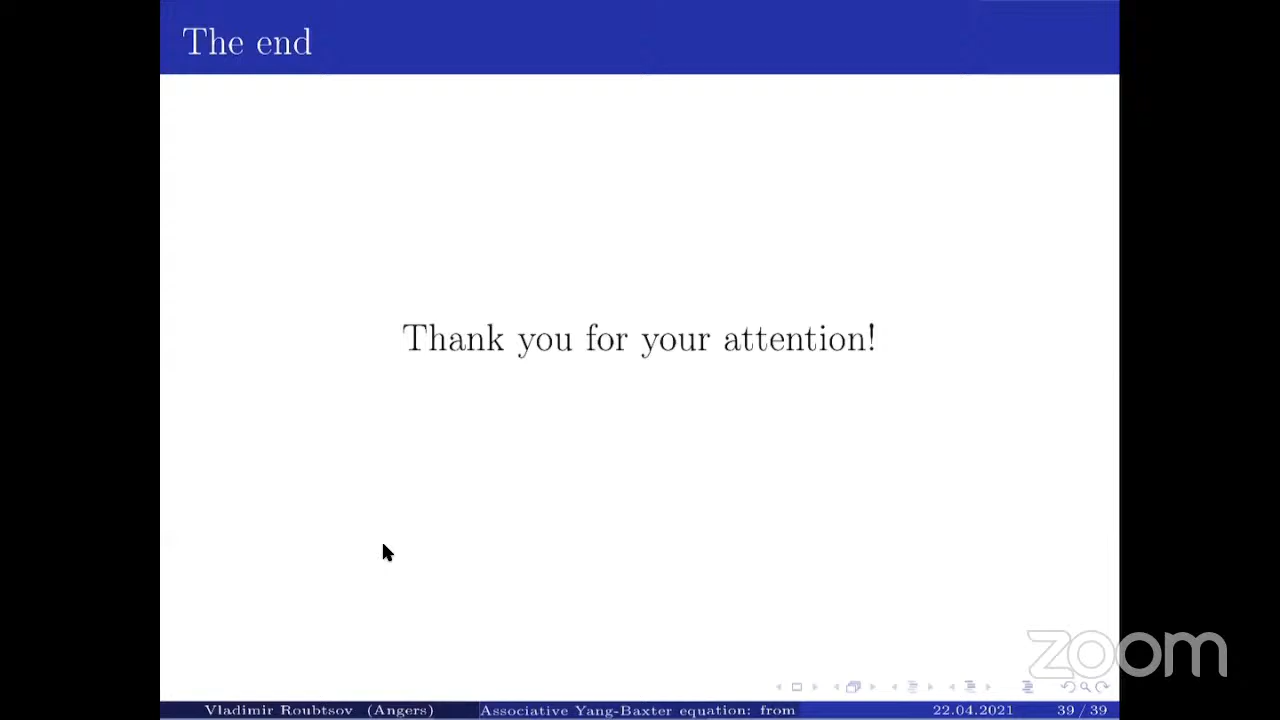 The end
Thank you for your attention!
zoom
Vladimir Roubtsov (Angers) Associative Yang-Baxter equation: from 22.04.2021 39 / 39